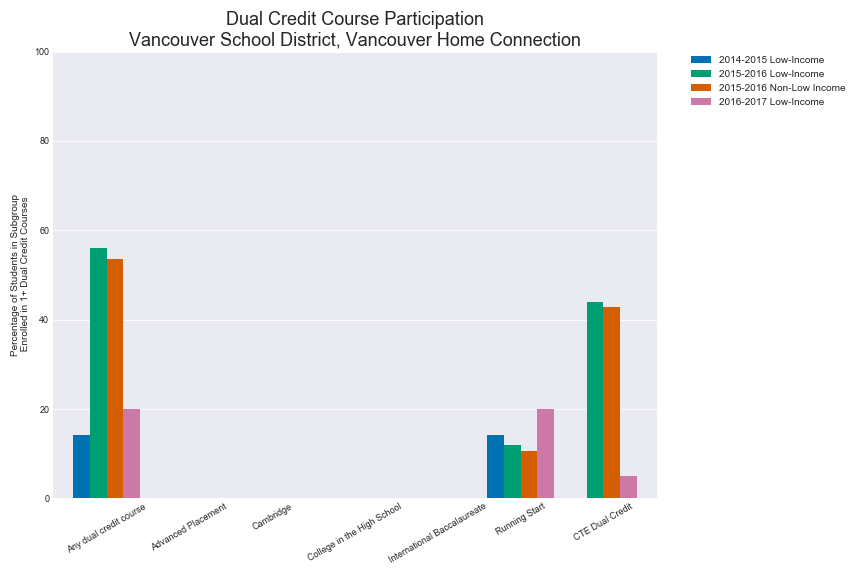 Dual Credit Course Participation
Vancouver School District, Vancouver Home Connection
Percentage of Students in Subgroup
Enrolled in 1+ Dual Credit Courses
100
80
60
40
20
0
Any dual credit course
Advanced Placement
Cambridge
College in the High School
International Baccalaureate
Running Start
CTE Dual Credit
2014-2015 Low-Income
2015-2016 Low-Income
2015-2016 Non-Low Income
2016-2017 Low-Income